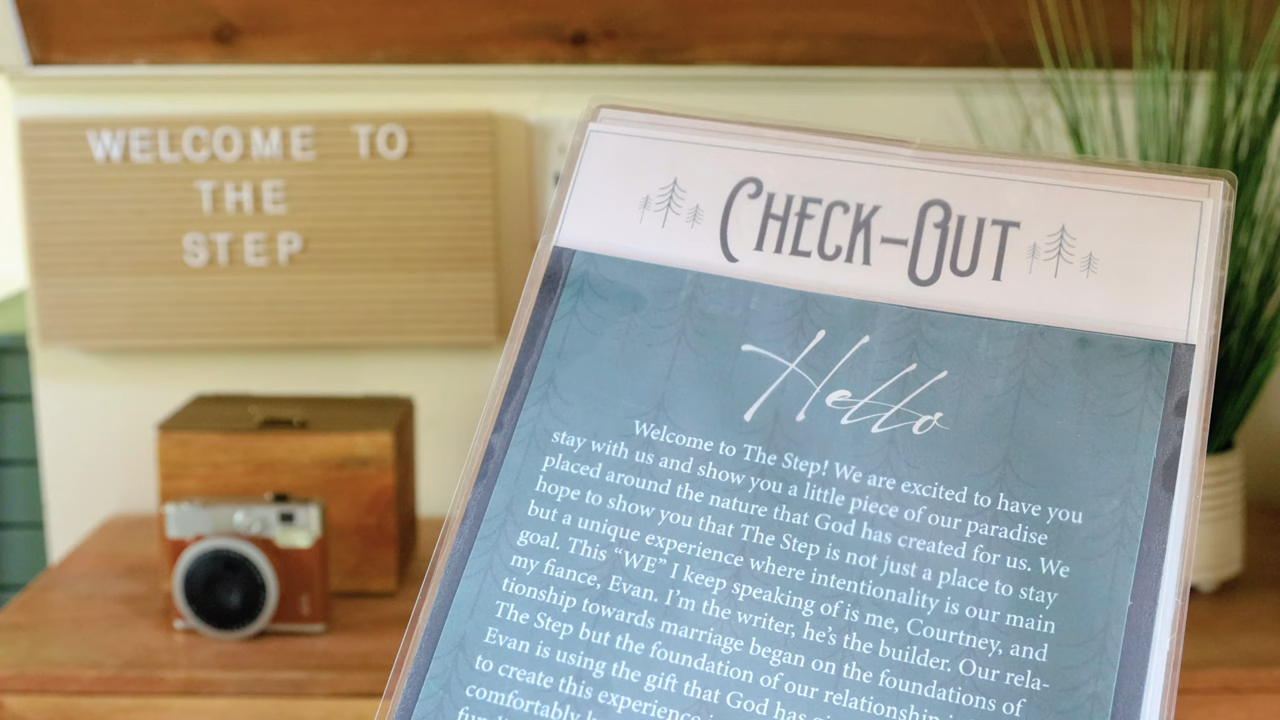 WELCOME TO
THE
STEP
CHECK-OUT
Hello
Welcome to The Step! We are excited to have you
stay with us and show you a little piece of our paradise
placed around the nature that God has created for us. We
hope to show you that The Step is not just a place to stay
but a unique experience where intentionality is our main
goal. This “WE” I keep speaking of is me, Courtney, and
my fiance, Evan. I’m the writer, he’s the builder. Our rela-
tionship towards marriage began on the foundations of
The Step but the foundation of our relationship
Evan is using the gift that God has
to create this experience
comfortably